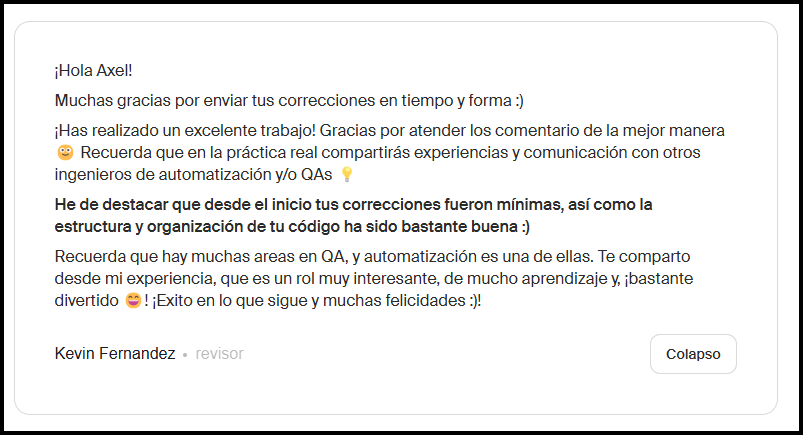 ¡Hola Axel!
Muchas gracias por enviar tus correcciones en tiempo y forma :)
¡Has realizado un excelente trabajo! Gracias por atender los comentario de la mejor manera
🙂 Recuerda que en la práctica real compartirás experiencias y comunicación con otros
ingenieros de automatización y/o QAs 💡
He de destacar que desde el inicio tus correcciones fueron mínimas, así como la
estructura y organización de tu código ha sido bastante buena :)
Recuerda que hay muchas areas en QA, y automatización es una de ellas. Te comparto
desde mi experiencia, que es un rol muy interesante, de mucho aprendizaje y, ¡bastante
divertido 😄! ¡Exito en lo que sigue y muchas felicidades :)!
Kevin Fernandez • revisor
Colapso